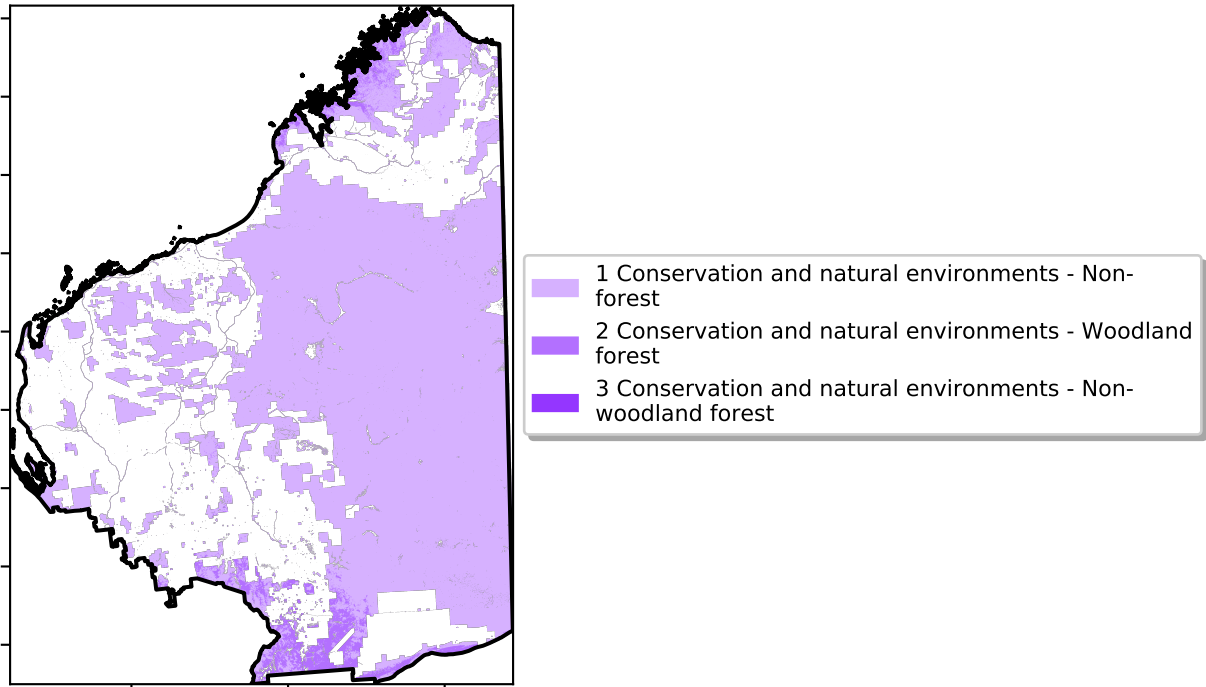 1 Conservation and natural environments - Non-
forest
2 Conservation and natural environments - Woodland
forest
3 Conservation and natural environments - Non-
woodland forest